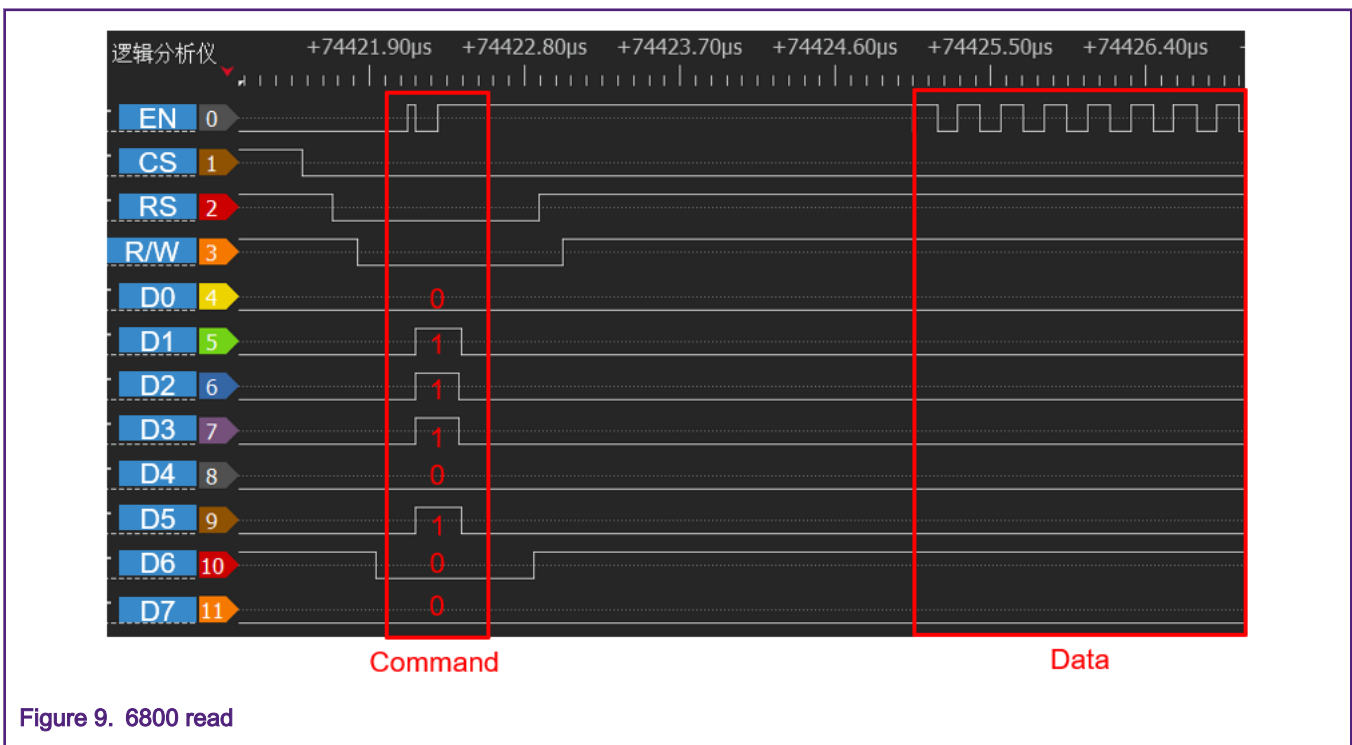 逻辑分析仪 +74421.90µs +74422.80µs +74423.70µs +74424.60µs +74425.50µs +74426.40µs
EN 0
CS 1
RS 2
R/W 3
D0 4 0
D1 5 1
D2 6 1
D3 7 1
D4 8 0
D5 9 1
D6 10 0
D7 11 0
Command Data
Figure 9. 6800 read